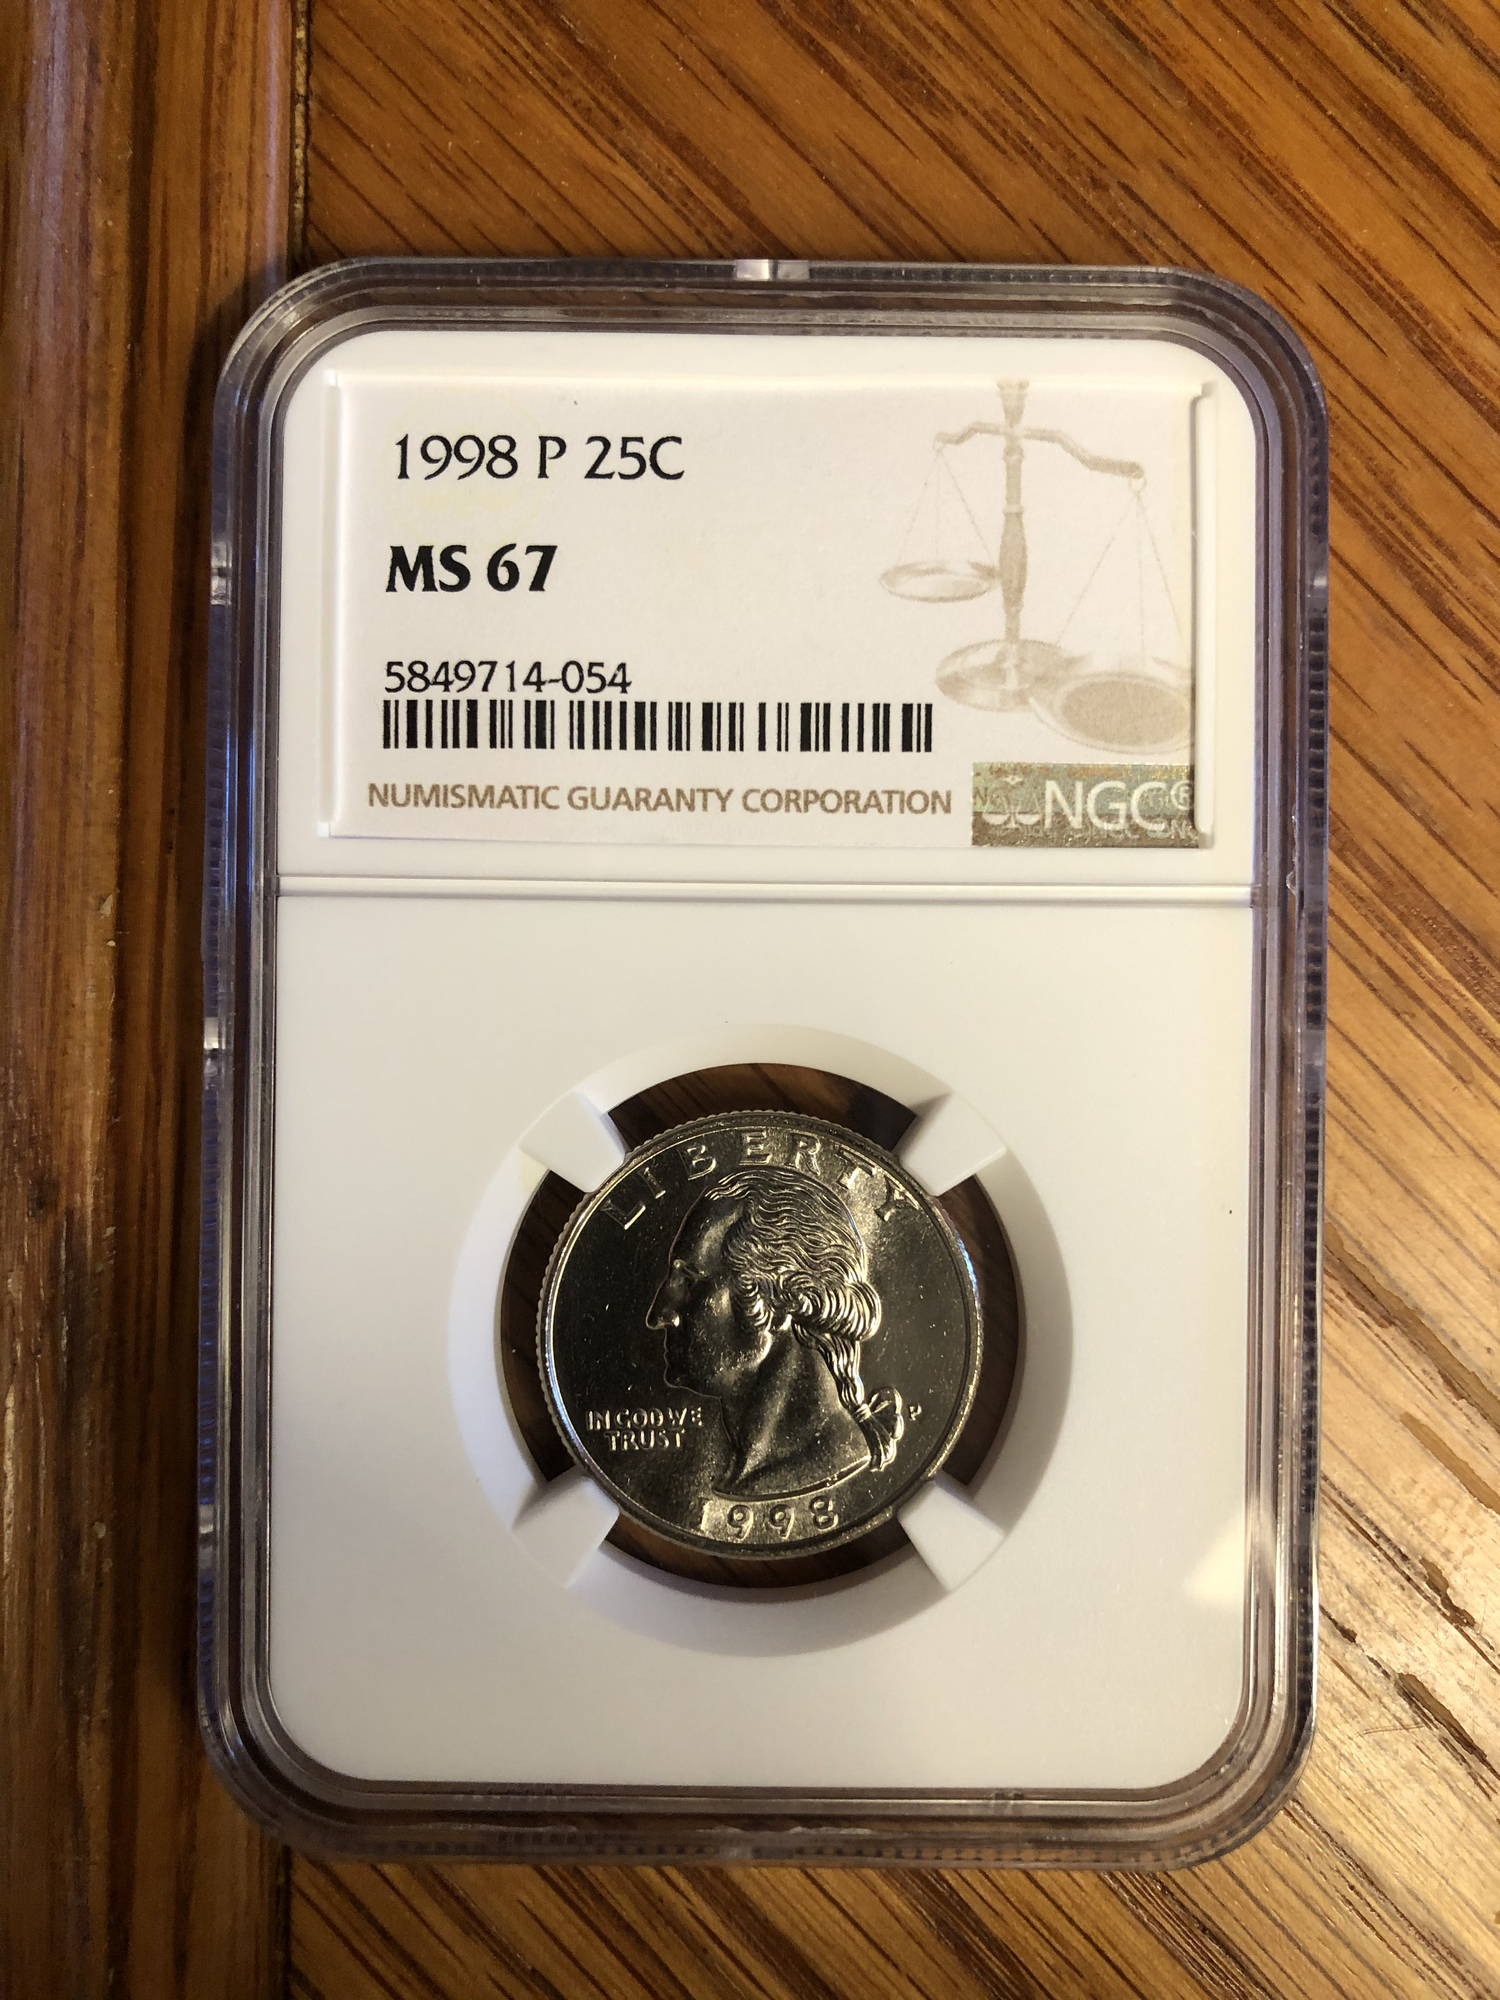 1998 P 25C
MS 67
5849714-054
NUMISMATIC GUARANTY CORPORATION
NGC®
LIBERTY
IN GOD WE
TRUST
P
1998